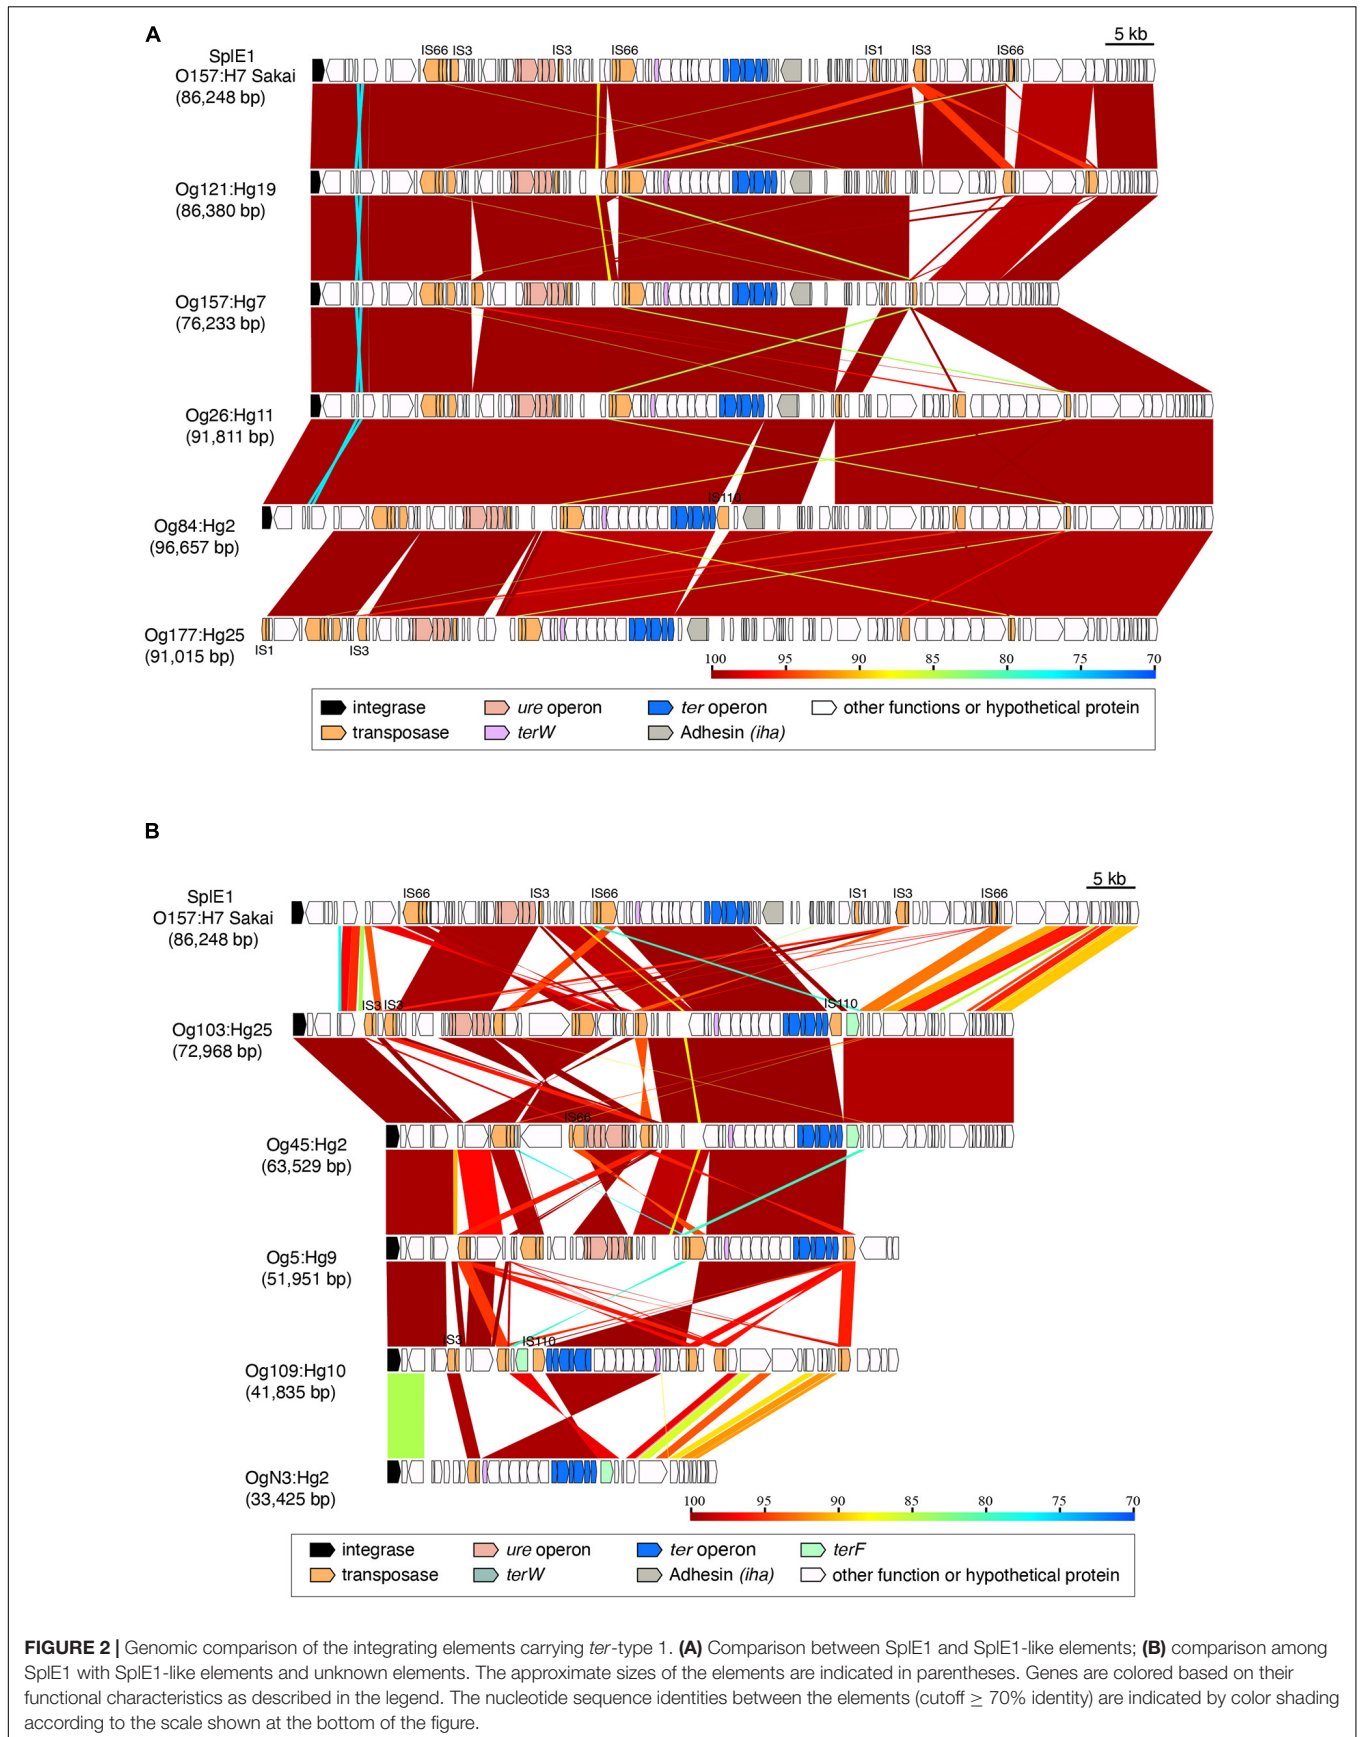 A
5 kb
IS66 IS3 IS3 IS66 IS1 IS3 IS66
SpIE1
O157:H7 Sakai
(86,248 bp)
Og121:Hg19
(86,380 bp)
Og157:Hg7
(76,233 bp)
Og26:Hg11
(91,811 bp)
IS110
Og84:Hg2
(96,657 bp)
Og177:Hg25
(91,015 bp)
IS1 IS3
100 95 90 85 80 75 70
integrase ure operon ter operon other functions or hypothetical protein
transposase terW Adhesin (iha)
B
5 kb
IS66 IS3 IS66 IS1 IS3 IS66
SpIE1
O157:H7 Sakai
(86,248 bp)
IS3 IS3 IS110
Og103:Hg25
(72,968 bp)
IS66
Og45:Hg2
(63,529 bp)
Og5:Hg9
(51,951 bp)
IS3 IS110
Og109:Hg10
(41,835 bp)
OgN3:Hg2
(33,425 bp)
100 95 90 85 80 75 70
integrase ure operon ter operon terF
transposase terW Adhesin (iha) other function or hypothetical protein
FIGURE 2 | Genomic comparison of the integrating elements carrying ter-type 1. (A) Comparison between SpIE1 and SpIE1-like elements; (B) comparison among
SpIE1 with SpIE1-like elements and unknown elements. The approximate sizes of the elements are indicated in parentheses. Genes are colored based on their
functional characteristics as described in the legend. The nucleotide sequence identities between the elements (cutoff ≥ 70% identity) are indicated by color shading
according to the scale shown at the bottom of the figure.